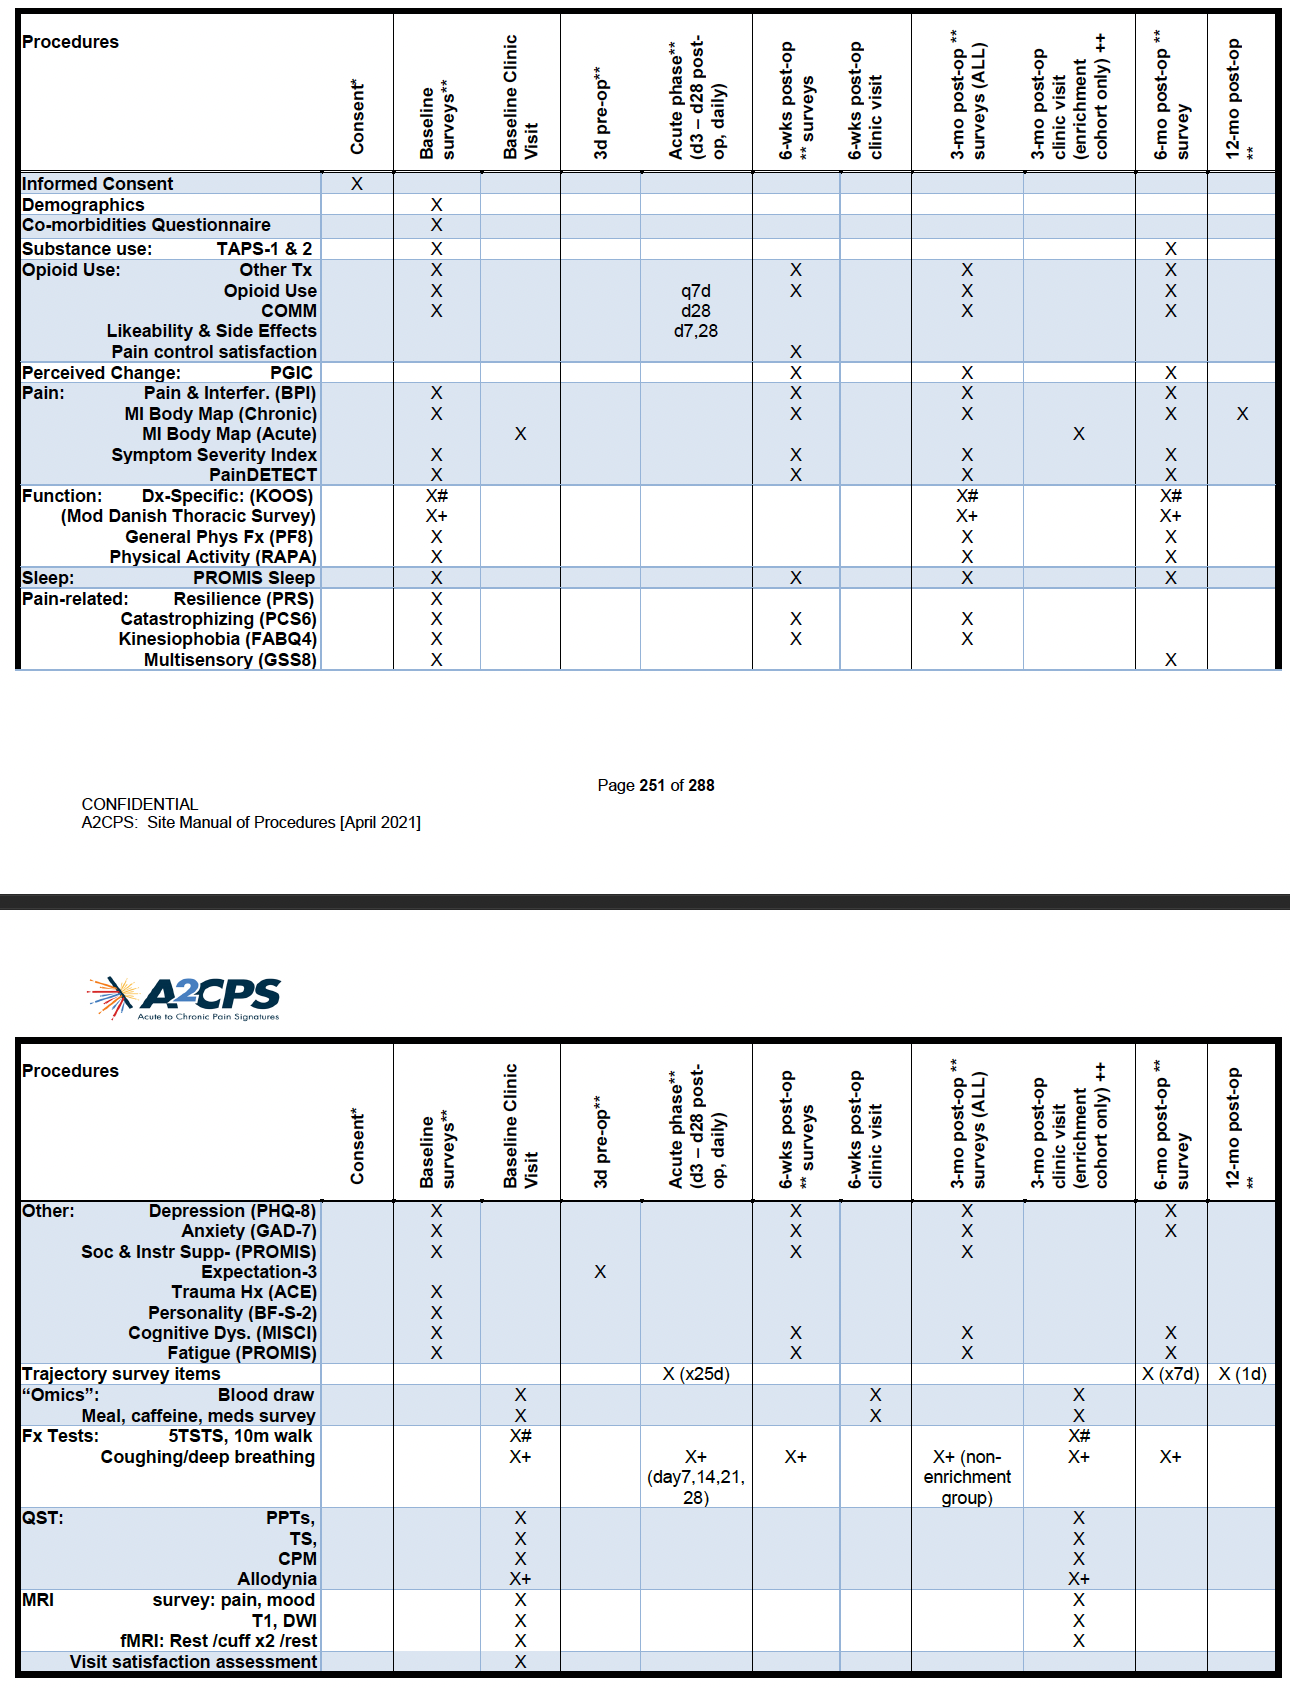 Procedures
Consent*
Baseline
surveys**
Baseline Clinic
Visit
3d pre-op**
Acute phase**
(d3 – d28 post-
op, daily)
6-wks post-op
** surveys
6-wks post-op
clinic visit
3-mo post-op **
surveys (ALL)
3-mo post-op
clinic visit
(enrichment
cohort only) ++
6-mo post-op **
survey
12-mo post-op
**
Informed Consent X
Demographics X
Co-morbidities Questionnaire X
Substance use: TAPS-1 & 2 X X
Opioid Use: Other Tx X X X X
Opioid Use X q7d X X X
COMM X d28 X X
Likeability & Side Effects d7,28
Pain control satisfaction X
Perceived Change: PGIC X X X
Pain: Pain & Interfer. (BPI) X X X X
MI Body Map (Chronic) X X X X X
MI Body Map (Acute) X X
Symptom Severity Index X X X X
PainDETECT X X X X
Function: Dx-Specific: (KOOS) X# X# X#
(Mod Danish Thoracic Survey) X+ X+ X+
General Phys Fx (PF8) X X X
Physical Activity (RAPA) X X X
Sleep: PROMIS Sleep X X X X
Pain-related: Resilience (PRS) X
Catastrophizing (PCS6) X X X
Kinesiophobia (FABQ4) X X X
Multisensory (GSS8) X X
Page 251 of 288
CONFIDENTIAL
A2CPS: Site Manual of Procedures [April 2021]
A2CPS
Acute to Chronic Pain Signatures
Procedures
Consent*
Baseline
surveys**
Baseline Clinic
Visit
3d pre-op**
Acute phase**
(d3 – d28 post-
op, daily)
6-wks post-op
** surveys
6-wks post-op
clinic visit
3-mo post-op **
surveys (ALL)
3-mo post-op
clinic visit
(enrichment
cohort only) ++
6-mo post-op **
survey
12-mo post-op
**
Other: Depression (PHQ-8) X X X X
Anxiety (GAD-7) X X X X
Soc & Instr Supp- (PROMIS) X X X
Expectation-3 X
Trauma Hx (ACE) X
Personality (BF-S-2) X
Cognitive Dys. (MISCI) X X X X
Fatigue (PROMIS) X X X X
Trajectory survey items X (x25d) X (x7d) X (1d)
“Omics”: Blood draw X X X
Meal, caffeine, meds survey X X X
Fx Tests: 5TSTS, 10m walk X# X#
Coughing/deep breathing X+ X+ X+ X+ (non- X+ X+
(day7,14,21, enrichment
28) group)
QST: PPTs, X X
TS, X X
CPM X X
Allodynia X+ X+
MRI survey: pain, mood X X
T1, DWI X X
fMRI: Rest /cuff x2 /rest X X
Visit satisfaction assessment X